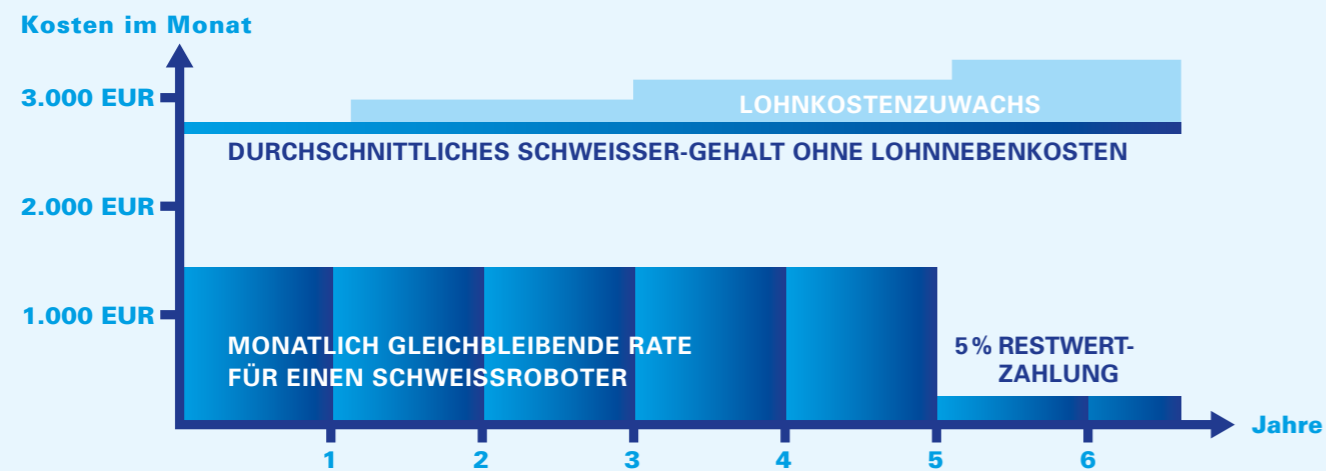 Kosten im Monat
3.000 EUR
LOHNKOSTENZUWACHS
DURCHSCHNITTLICHES SCHWEISSER-GEHALT OHNE LOHNNEBENKOSTEN
2.000 EUR
1.000 EUR
MONATLICH GLEICHBLEIBENDE RATE
FÜR EINEN SCHWEISSROBOTER
5 % RESTWERT-
ZAHLUNG
Jahre
1 2 3 4 5 6